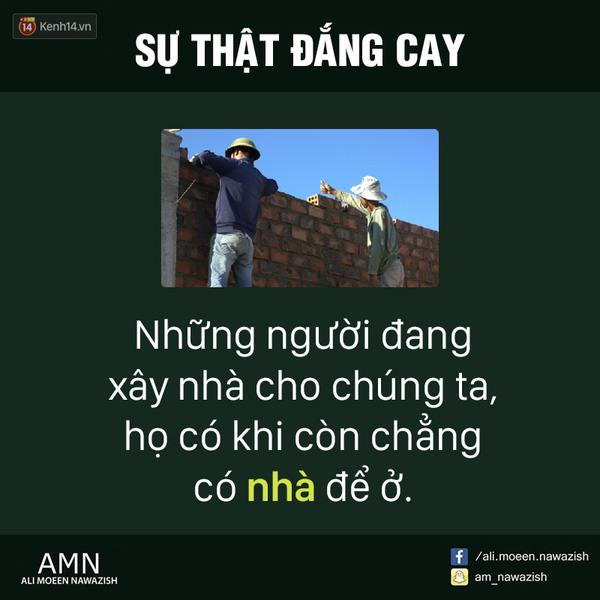 14 Kenh14.vn
SỰ THẬT ĐẮNG CAY
Những người đang
xây nhà cho chúng ta,
họ có khi còn chẳng
có nhà để ở.
AMN
ALI MOEEN NAWAZISH
/ali.moeen.nawazish
am_nawazish